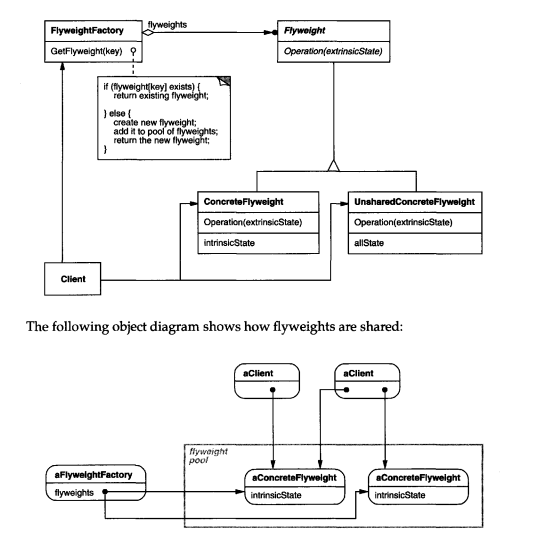 FlyweightFactory
flyweights
Flyweight
GetFlyweight(key)
Operation(extrinsicState)
if (flyweight[key] exists) {
return existing flyweight;
} else {
create new flyweight;
add it to pool of flyweights;
return the new flyweight;
}
ConcreteFlyweight
UnsharedConcreteFlyweight
Operation(extrinsicState)
Operation(extrinsicState)
intrinsicState
allState
Client
The following object diagram shows how flyweights are shared:
aClient
aClient
flyweight
pool
aFlyweightFactory
flyweights
aConcreteFlyweight
intrinsicState
aConcreteFlyweight
intrinsicState